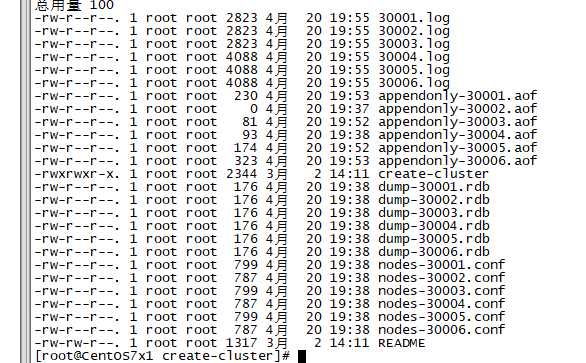 总用量 100
-rw-r--r--. 1 root root 2823 4月  20 19:55 30001.log
-rw-r--r--. 1 root root 2823 4月  20 19:55 30002.log
-rw-r--r--. 1 root root 2823 4月  20 19:55 30003.log
-rw-r--r--. 1 root root 4088 4月  20 19:55 30004.log
-rw-r--r--. 1 root root 4088 4月  20 19:55 30005.log
-rw-r--r--. 1 root root 4088 4月  20 19:55 30006.log
-rw-r--r--. 1 root root  230 4月  20 19:53 appendonly-30001.aof
-rw-r--r--. 1 root root    0 4月  20 19:37 appendonly-30002.aof
-rw-r--r--. 1 root root   81 4月  20 19:52 appendonly-30003.aof
-rw-r--r--. 1 root root   93 4月  20 19:38 appendonly-30004.aof
-rw-r--r--. 1 root root  174 4月  20 19:52 appendonly-30005.aof
-rw-r--r--. 1 root root  323 4月  20 19:53 appendonly-30006.aof
-rwxrwxr-x. 1 root root 2344 3月   2 14:11 create-cluster
-rw-r--r--. 1 root root  176 4月  20 19:38 dump-30001.rdb
-rw-r--r--. 1 root root  176 4月  20 19:38 dump-30002.rdb
-rw-r--r--. 1 root root  176 4月  20 19:38 dump-30003.rdb
-rw-r--r--. 1 root root  176 4月  20 19:38 dump-30004.rdb
-rw-r--r--. 1 root root  176 4月  20 19:38 dump-30005.rdb
-rw-r--r--. 1 root root  176 4月  20 19:38 dump-30006.rdb
-rw-r--r--. 1 root root  799 4月  20 19:38 nodes-30001.conf
-rw-r--r--. 1 root root  787 4月  20 19:38 nodes-30002.conf
-rw-r--r--. 1 root root  799 4月  20 19:38 nodes-30003.conf
-rw-r--r--. 1 root root  787 4月  20 19:38 nodes-30004.conf
-rw-r--r--. 1 root root  799 4月  20 19:38 nodes-30005.conf
-rw-r--r--. 1 root root  787 4月  20 19:38 nodes-30006.conf
-rw-rw-r--. 1 root root 1317 3月   2 14:11 README
[root@CentOS7x1 create-cluster]#